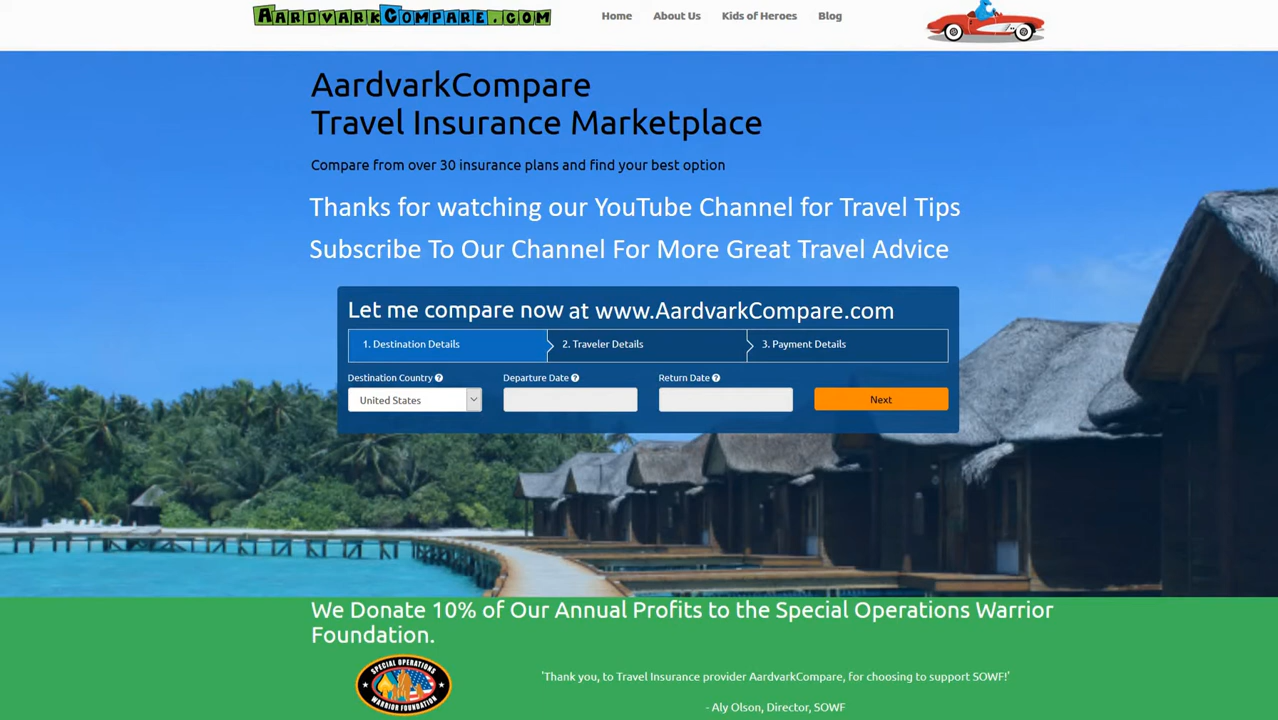 AardvarkCompare.com
Home About Us Kids of Heroes Blog
AardvarkCompare
Travel Insurance Marketplace
Compare from over 30 insurance plans and find your best option
Thanks for watching our YouTube Channel for Travel Tips
Subscribe To Our Channel For More Great Travel Advice
Let me compare now at www.AardvarkCompare.com
1. Destination Details 2. Traveler Details 3. Payment Details
Destination Country ? Departure Date ? Return Date ?
United States Next
We Donate 10% of Our Annual Profits to the Special Operations Warrior
Foundation.
SPECIAL OPERATIONS
WARRIOR FOUNDATION
'Thank you, to Travel Insurance provider AardvarkCompare, for choosing to support SOWF!'
- Aly Olson, Director, SOWF